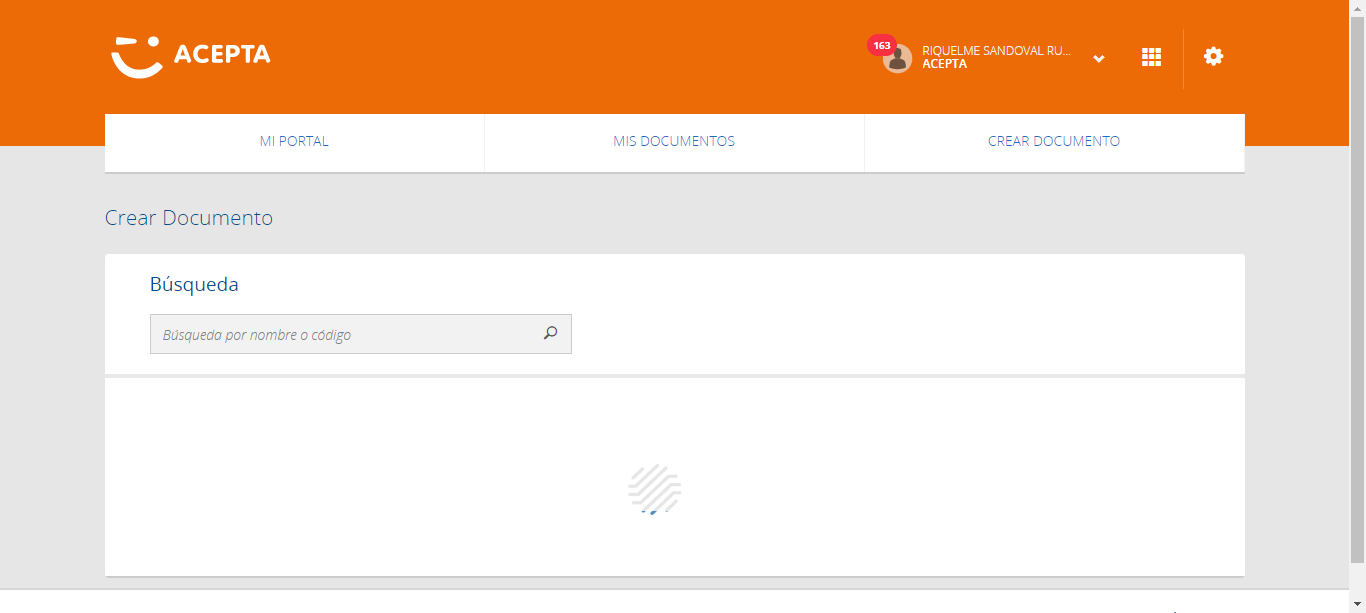 ACEPTA
163
RIQUELME SANDOVAL RU...
ACEPTA
MI PORTAL
MIS DOCUMENTOS
CREAR DOCUMENTO
Crear Documento
Búsqueda
Búsqueda por nombre o código